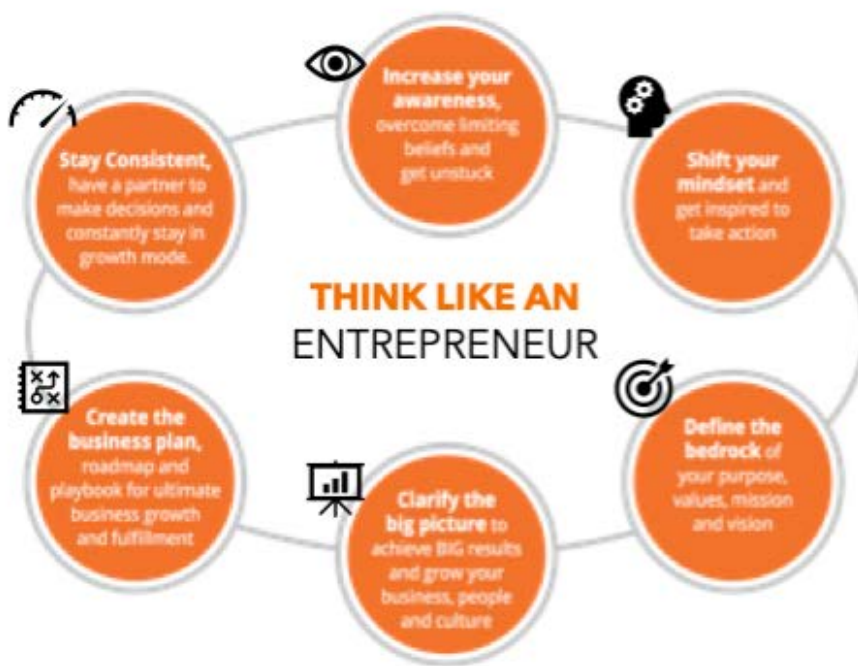 Increase your
awareness,
overcome limiting
beliefs and
get unstuck
Shift your
mindset and
get inspired to
take action
Define the
bedrock of
your purpose,
values, mission
and vision
Clarify the
big picture to
achieve BIG results
and grow your
business, people
and culture
Create the
business plan,
roadmap and
playbook for ultimate
business growth
and fulfillment
Stay Consistent,
have a partner to
make decisions and
constantly stay in
growth mode.
THINK LIKE AN
ENTREPRENEUR